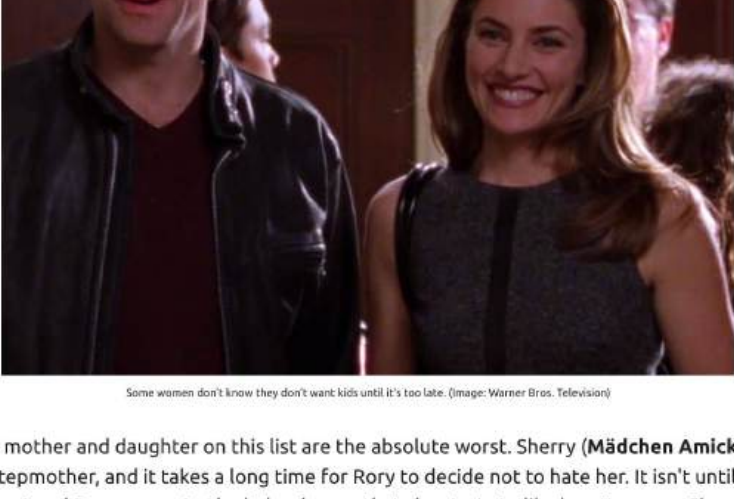 Some women don't know they don't want kids until it's too late. (Image: Warner Bros. Television)
mother and daughter on this list are the absolute worst. Sherry (Mädchen Amick
tepmother, and it takes a long time for Rory to decide not to hate her. It isn't until